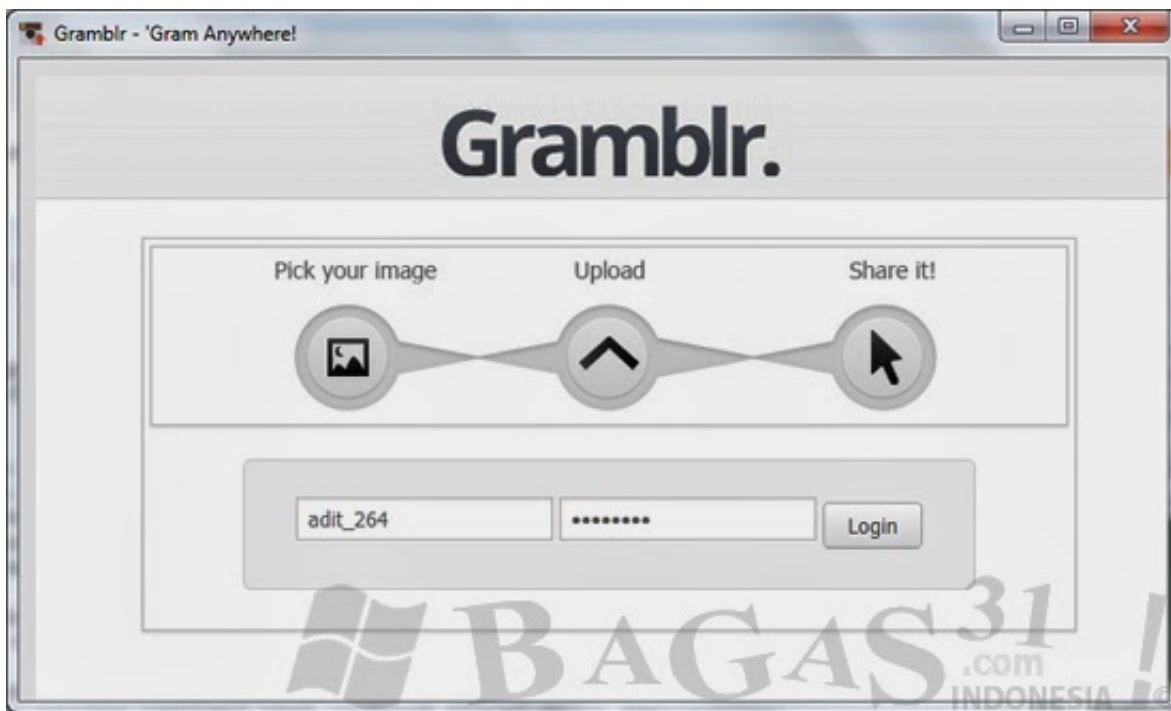 Gramblr - 'Gram Anywhere!
Gramblr.
Pick your image Upload Share it!
adit_264 •••••••• Login
BAGAS31 !
.com
INDONESIA ©